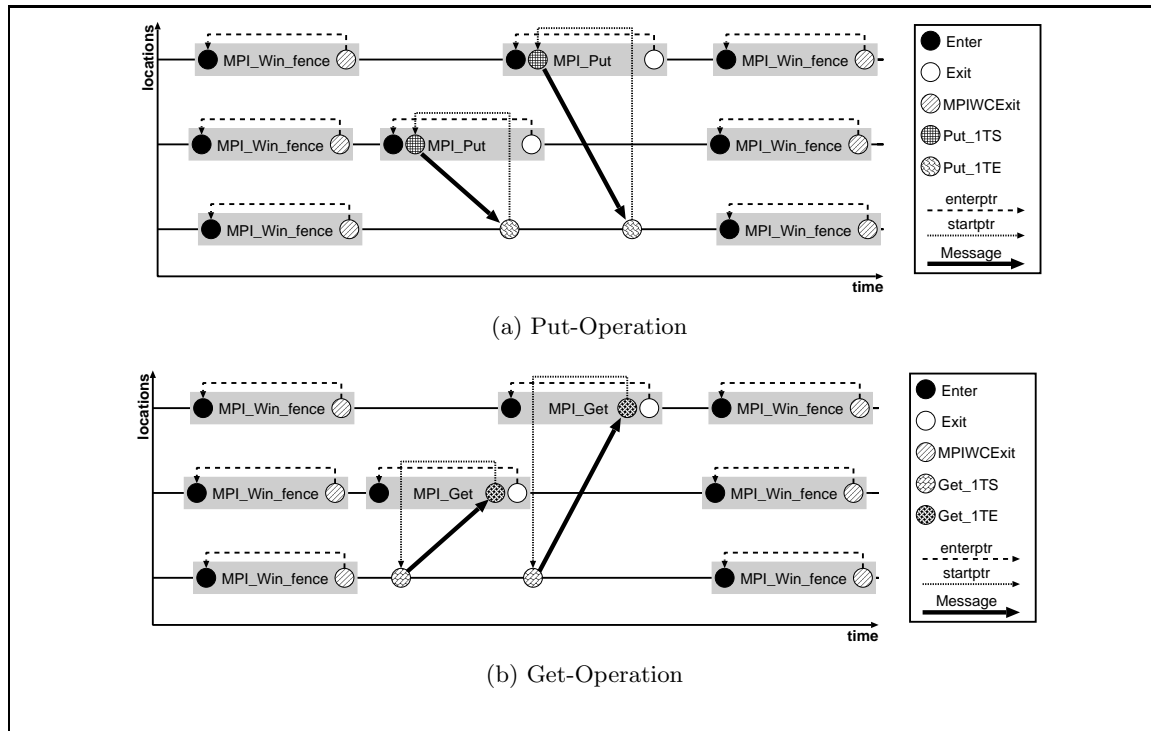 locations
MPI_Win_fence
MPI_Put
MPI_Win_fence
MPI_Win_fence
MPI_Put
MPI_Win_fence
MPI_Win_fence
MPI_Win_fence
time
Enter
Exit
MPIWCExit
Put_1TS
Put_1TE
enterptr
startptr
Message
(a) Put-Operation
locations
MPI_Win_fence
MPI_Get
MPI_Win_fence
MPI_Win_fence
MPI_Get
MPI_Win_fence
MPI_Win_fence
MPI_Win_fence
time
Enter
Exit
MPIWCExit
Get_1TS
Get_1TE
enterptr
startptr
Message
(b) Get-Operation